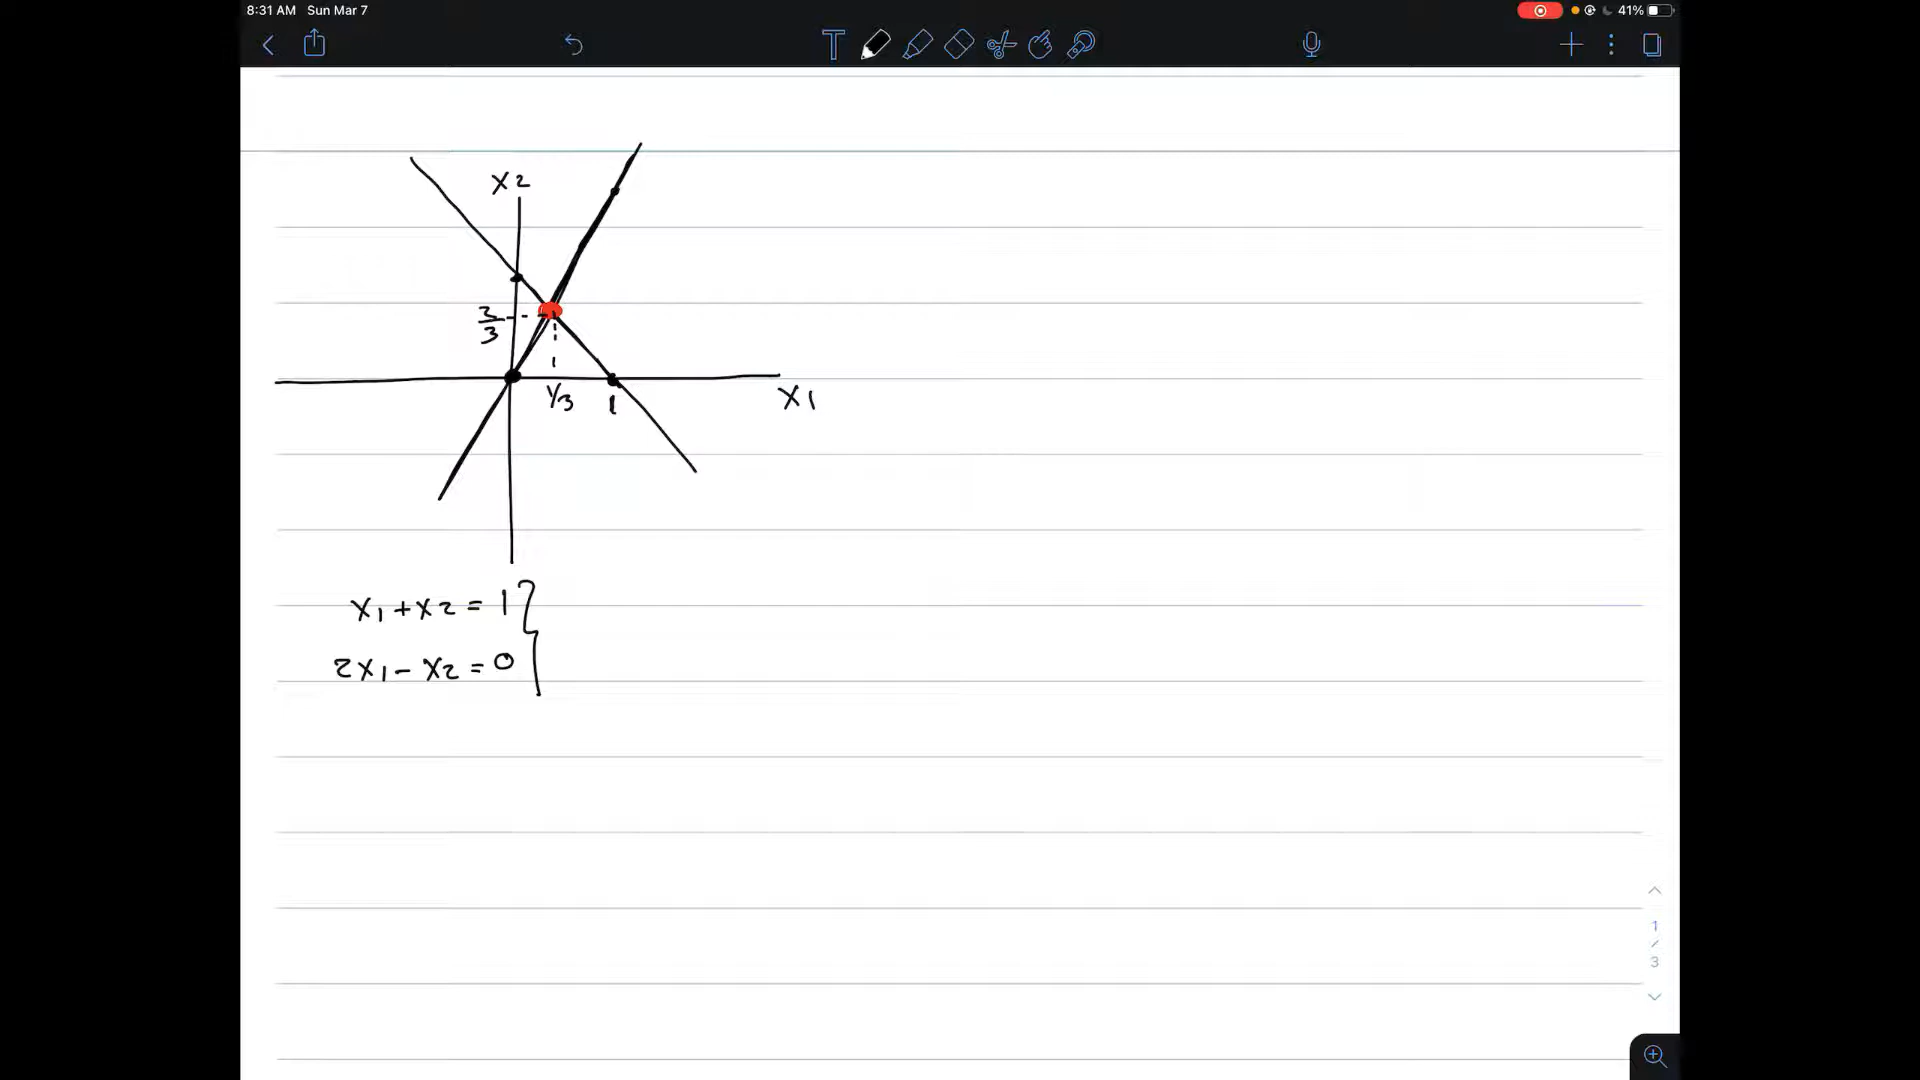 8:31 AM Sun Mar 7
41%
T
x2
2/3
1/3
1
x1
x1+x2=1
2x1-x2=0
1
/
3